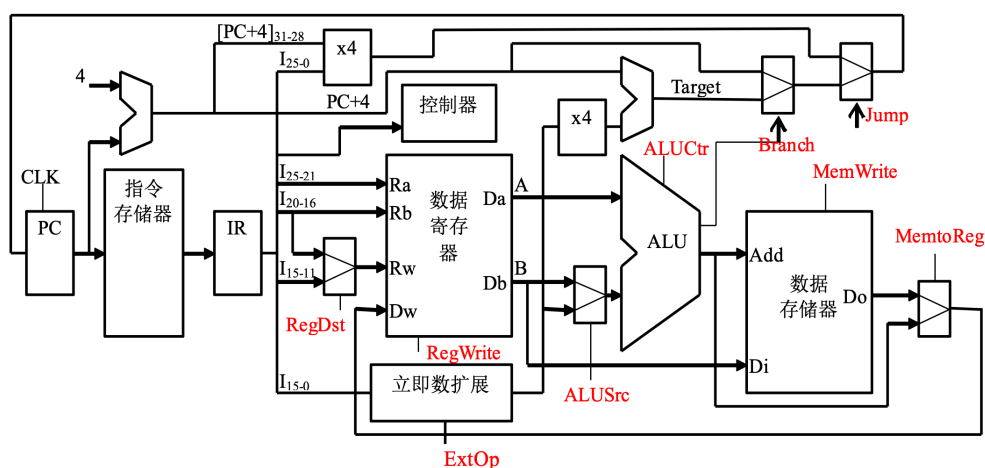 [PC+4]31-28
I25-0
x4
4
PC+4
控制器
x4
Target
Jump
Branch
ALUCtr
CLK
PC
指令
存储器
IR
I25-21
I20-16
I15-11
I15-0
Ra
Rb
Rw
Dw
数据
寄存
器
Da
Db
A
B
RegDst
RegWrite
立即数扩展
ExtOp
ALUSrc
ALU
MemWrite
Add
数据
存储器
Do
Di
MemtoReg